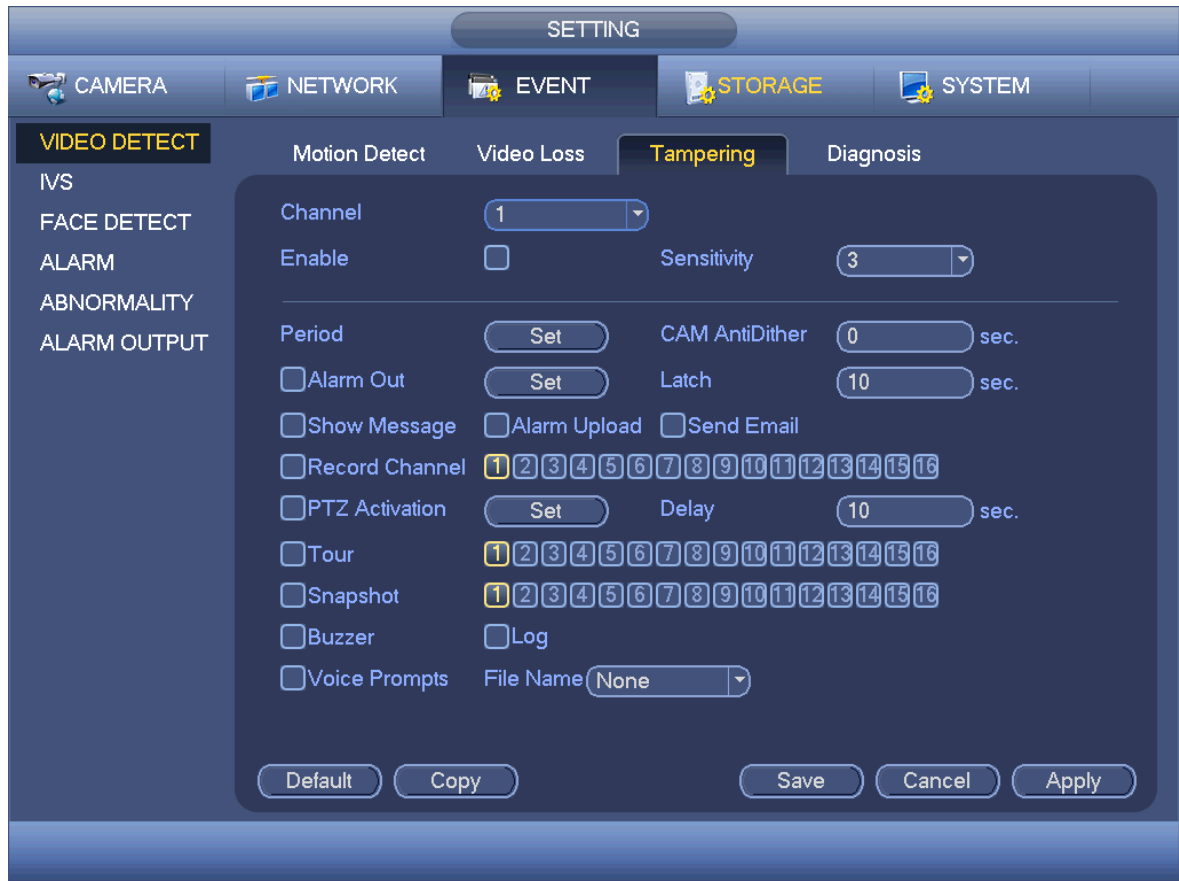 SETTING
CAMERA NETWORK EVENT STORAGE SYSTEM
VIDEO DETECT
IVS
FACE DETECT
ALARM
ABNORMALITY
ALARM OUTPUT
Motion Detect Video Loss Tampering Diagnosis
Channel 1
Enable Sensitivity 3
Period Set CAM AntiDither 0 sec.
Alarm Out Set Latch 10 sec.
Show Message Alarm Upload Send Email
Record Channel 1 2 3 4 5 6 7 8 9 10 11 12 13 14 15 16
PTZ Activation Set Delay 10 sec.
Tour 1 2 3 4 5 6 7 8 9 10 11 12 13 14 15 16
Snapshot 1 2 3 4 5 6 7 8 9 10 11 12 13 14 15 16
Buzzer Log
Voice Prompts File Name None
Default Copy Save Cancel Apply